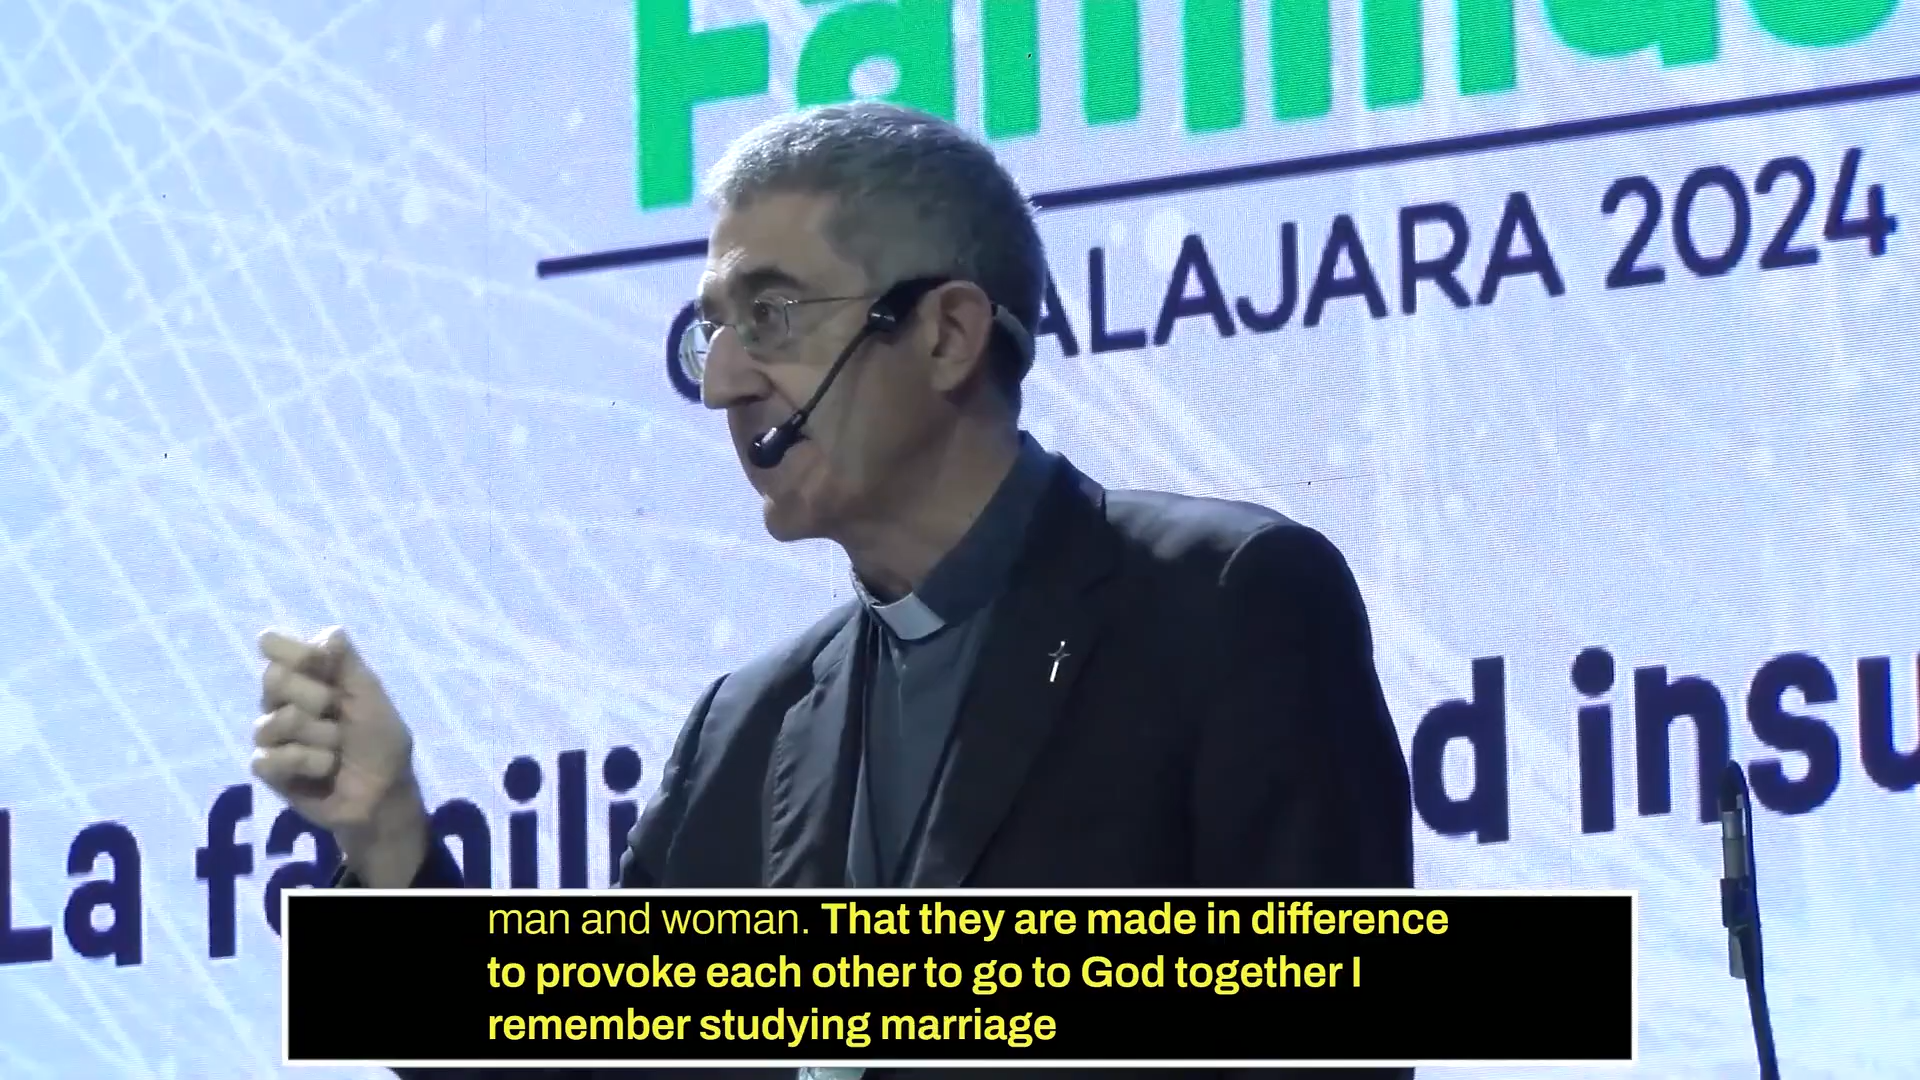 ALAJARA 2024
La famili
d insu
man and woman. That they are made in difference
to provoke each other to go to God together I
remember studying marriage